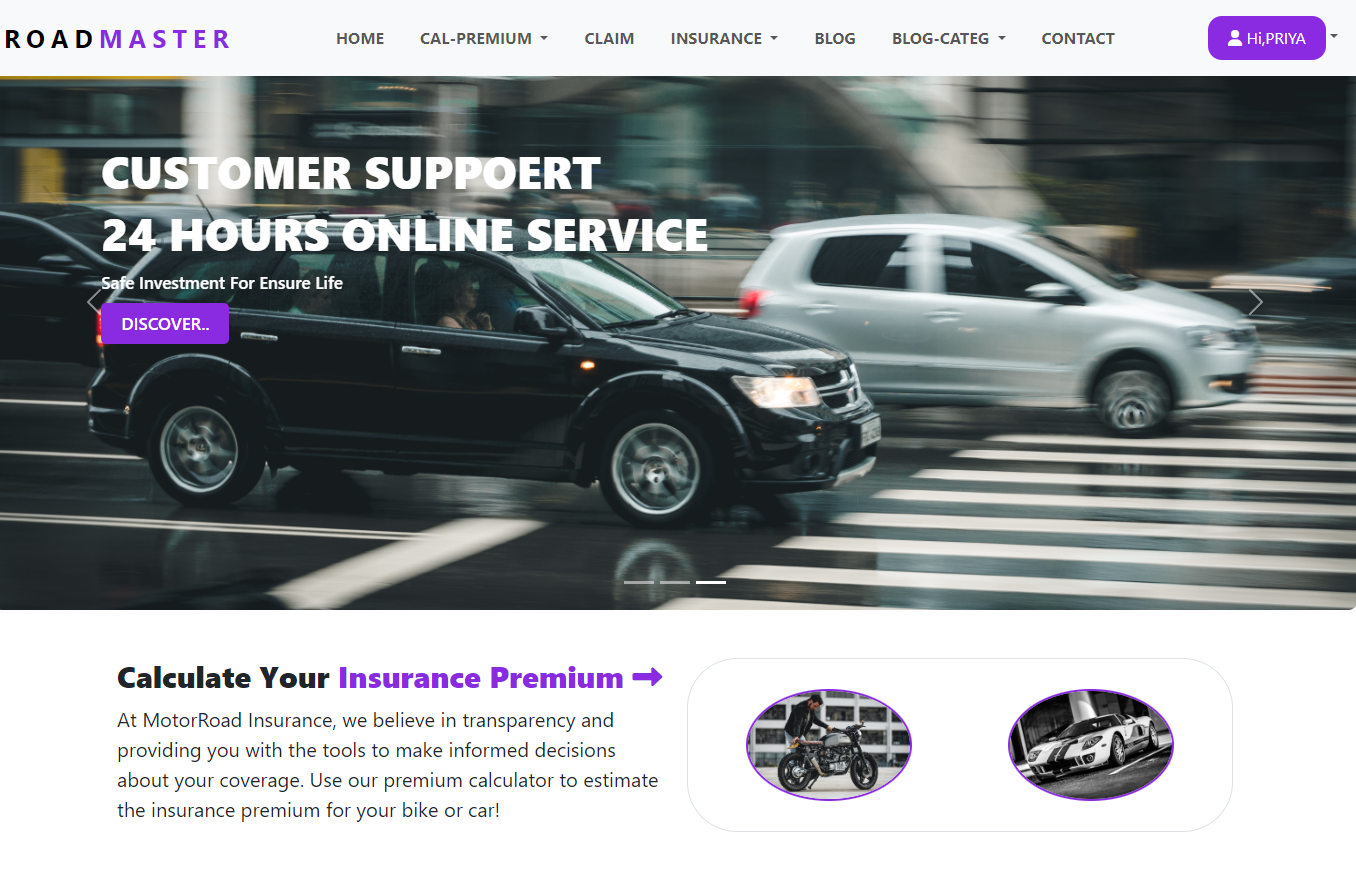 ROADMASTER
HOME CAL-PREMIUM CLAIM INSURANCE BLOG BLOG-CATEG CONTACT Hi,PRIYA
CUSTOMER SUPPOERT
24 HOURS ONLINE SERVICE
Safe Investment For Ensure Life
DISCOVER..
Calculate Your Insurance Premium
At MotorRoad Insurance, we believe in transparency and
providing you with the tools to make informed decisions
about your coverage. Use our premium calculator to estimate
the insurance premium for your bike or car!